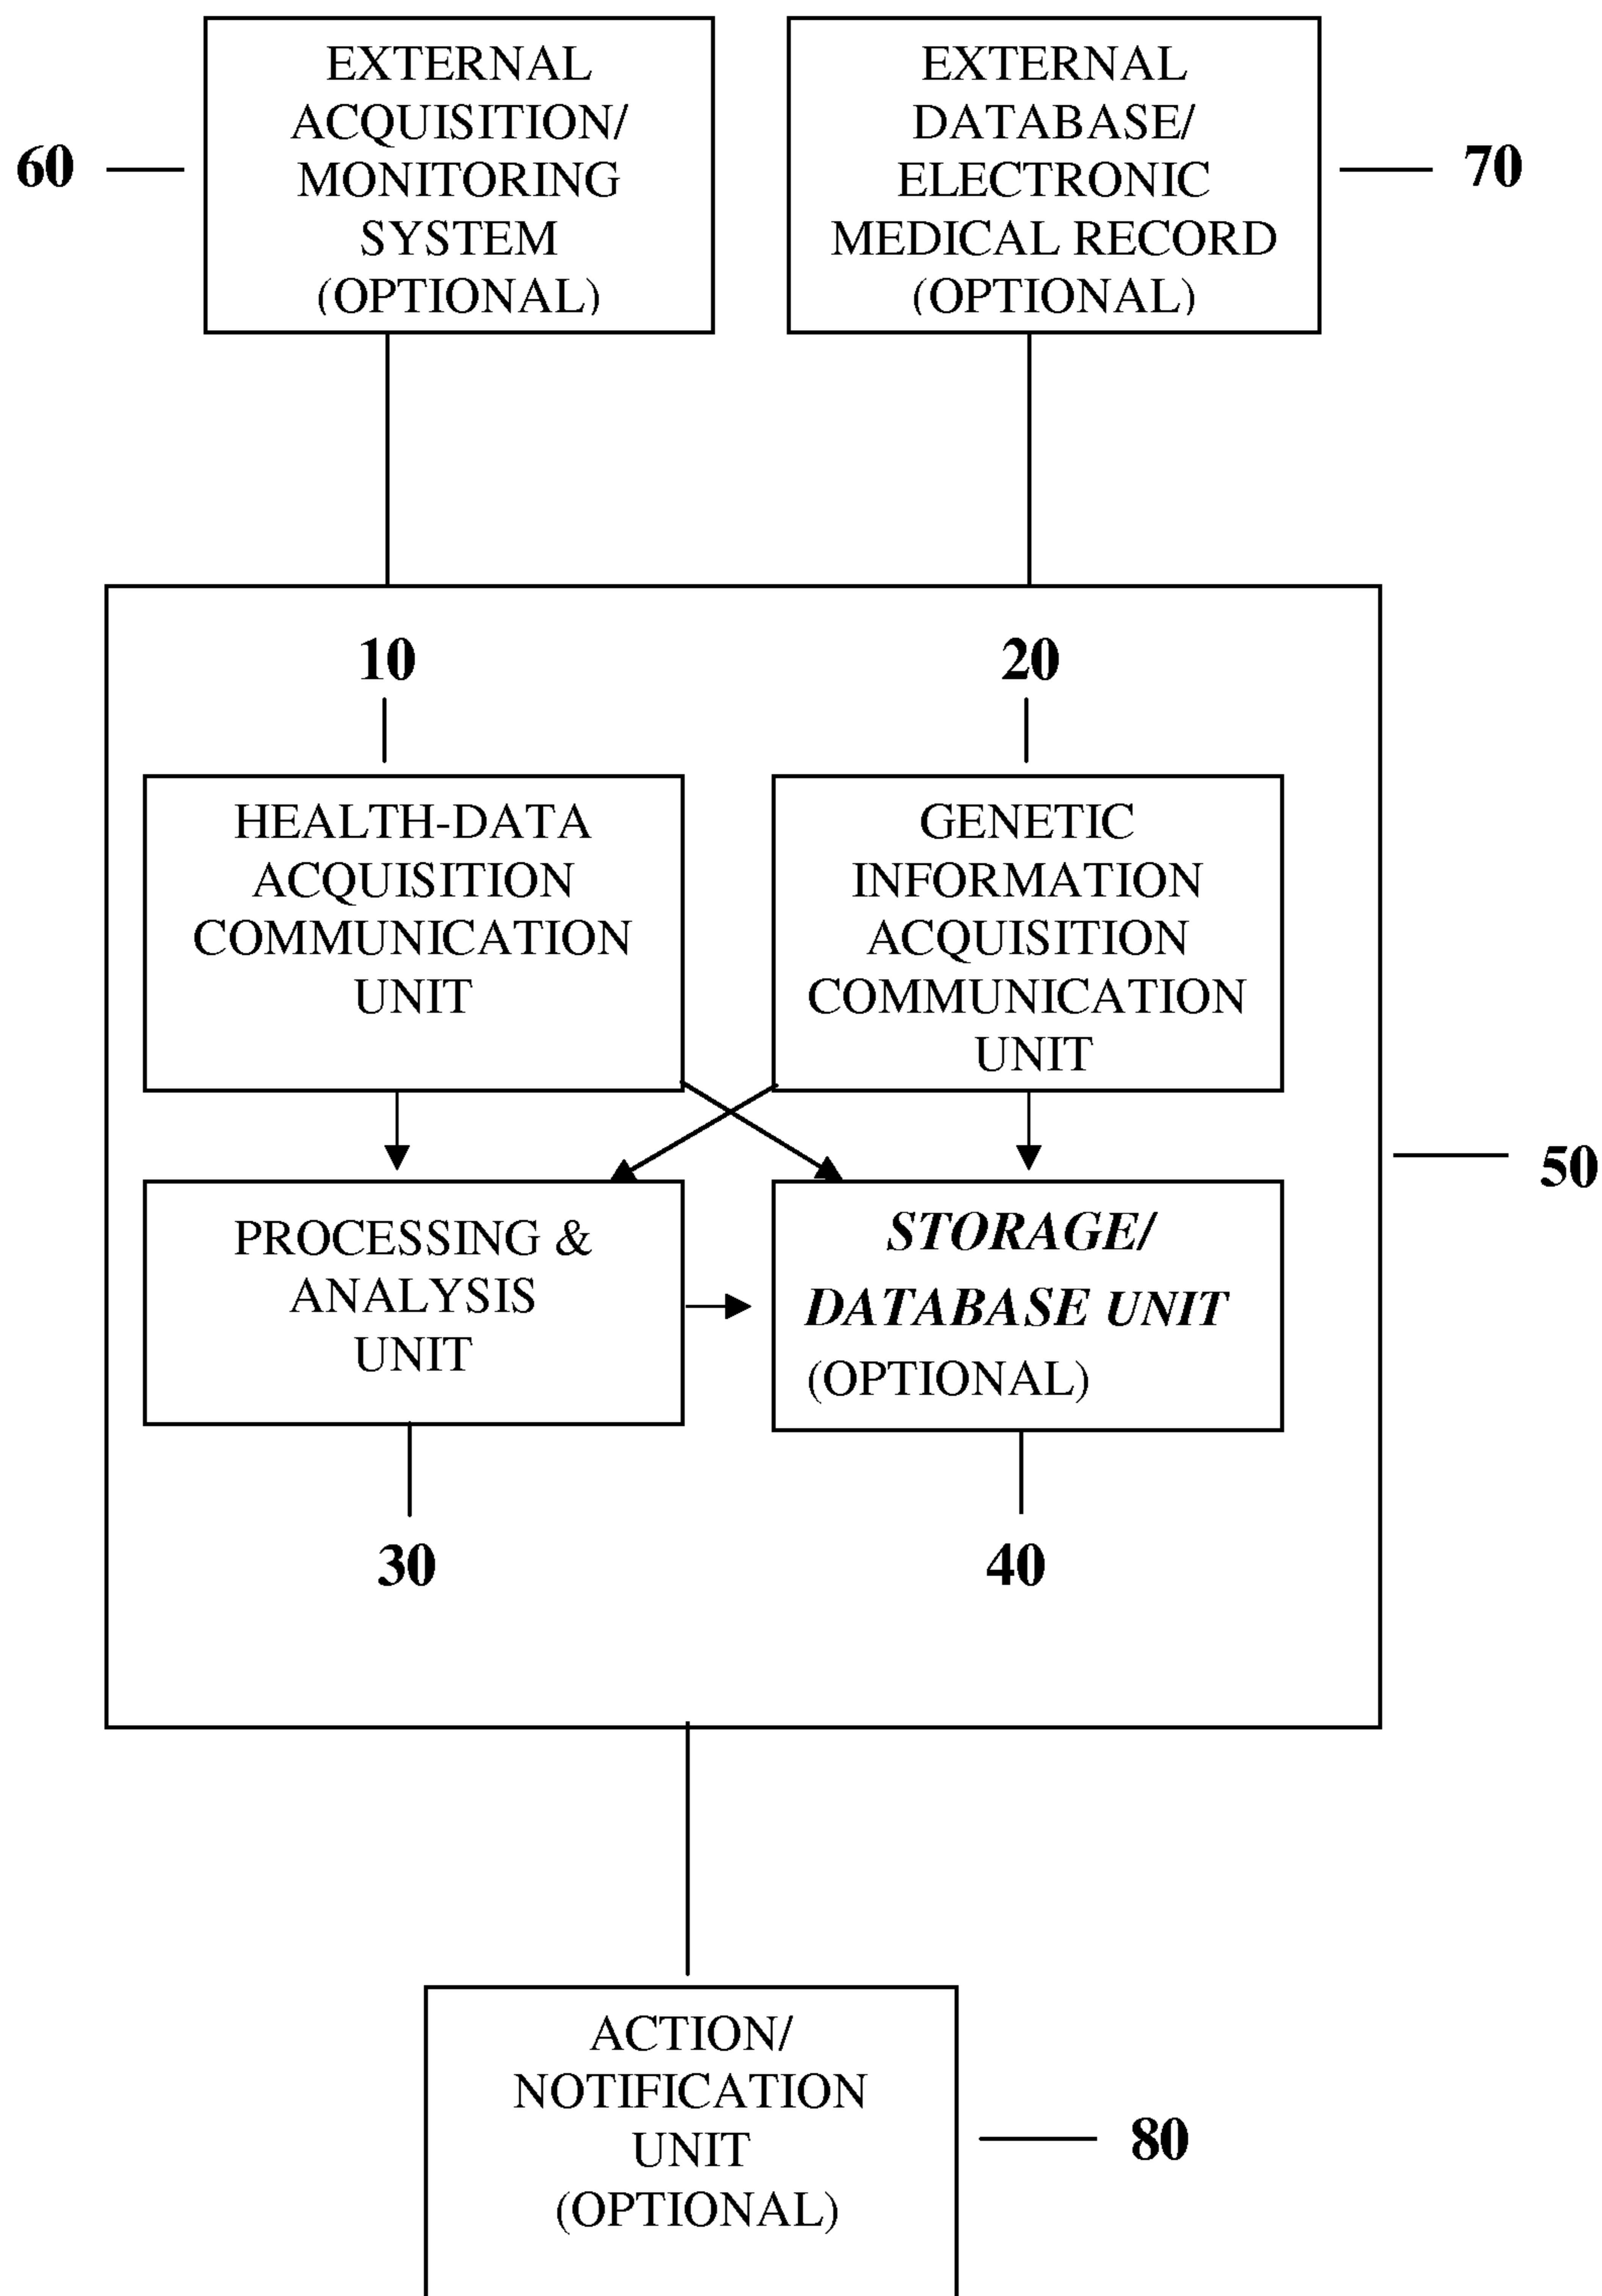 EXTERNAL
ACQUISITION/
MONITORING
SYSTEM
(OPTIONAL)
60
EXTERNAL
DATABASE/
ELECTRONIC
MEDICAL RECORD
(OPTIONAL)
70
10
20
HEALTH-DATA
ACQUISITION
COMMUNICATION
UNIT
GENETIC
INFORMATION
ACQUISITION
COMMUNICATION
UNIT
50
PROCESSING &
ANALYSIS
UNIT
STORAGE/
DATABASE UNIT
(OPTIONAL)
30
40
ACTION/
NOTIFICATION
UNIT
(OPTIONAL)
80